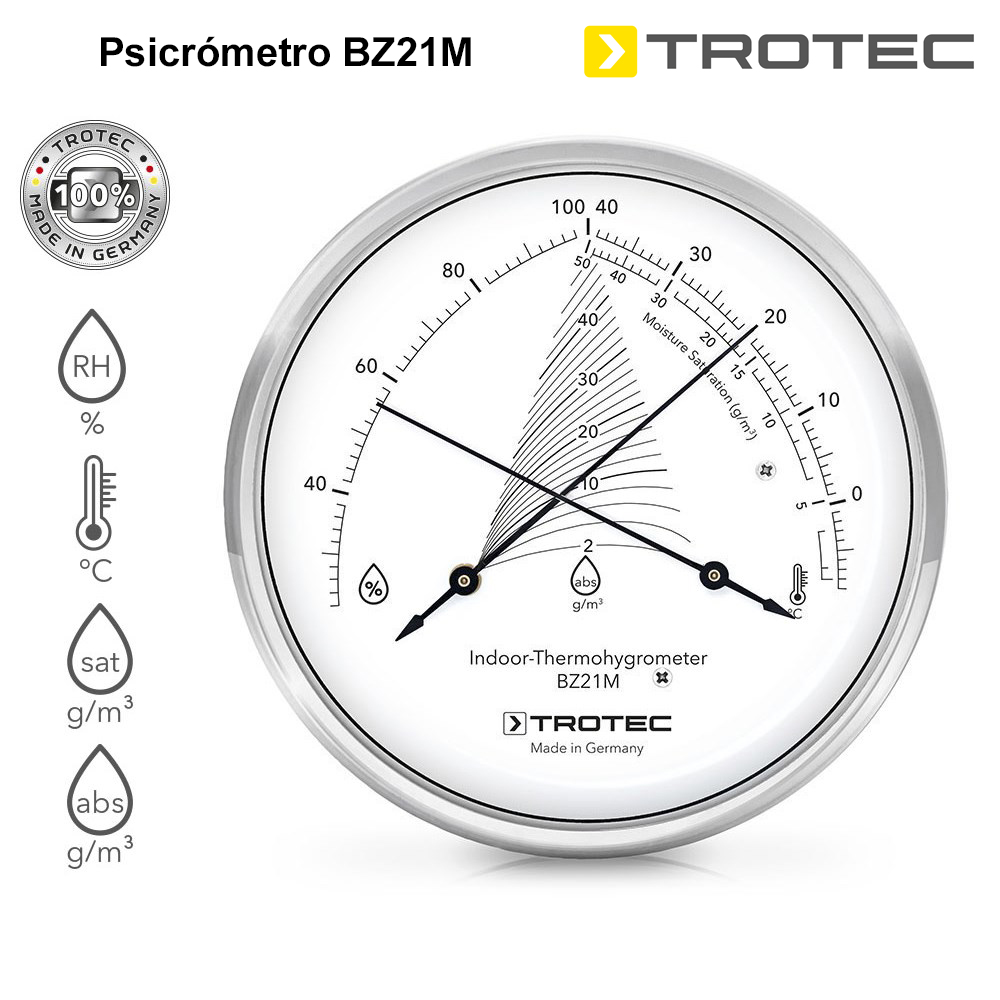 Psicrómetro BZ21M
TROTEC
TROTEC
100%
MADE IN GERMANY
RH
%
°C
sat
g/m³
abs
g/m³
100 40
80
60
40
30
20
10
0
50
40
30
20
15
10
5
Moisture Saturation (g/m³)
40
30
20
10
2
%
abs
g/m³
°C
Indoor-Thermohygrometer
BZ21M
TROTEC
Made in Germany